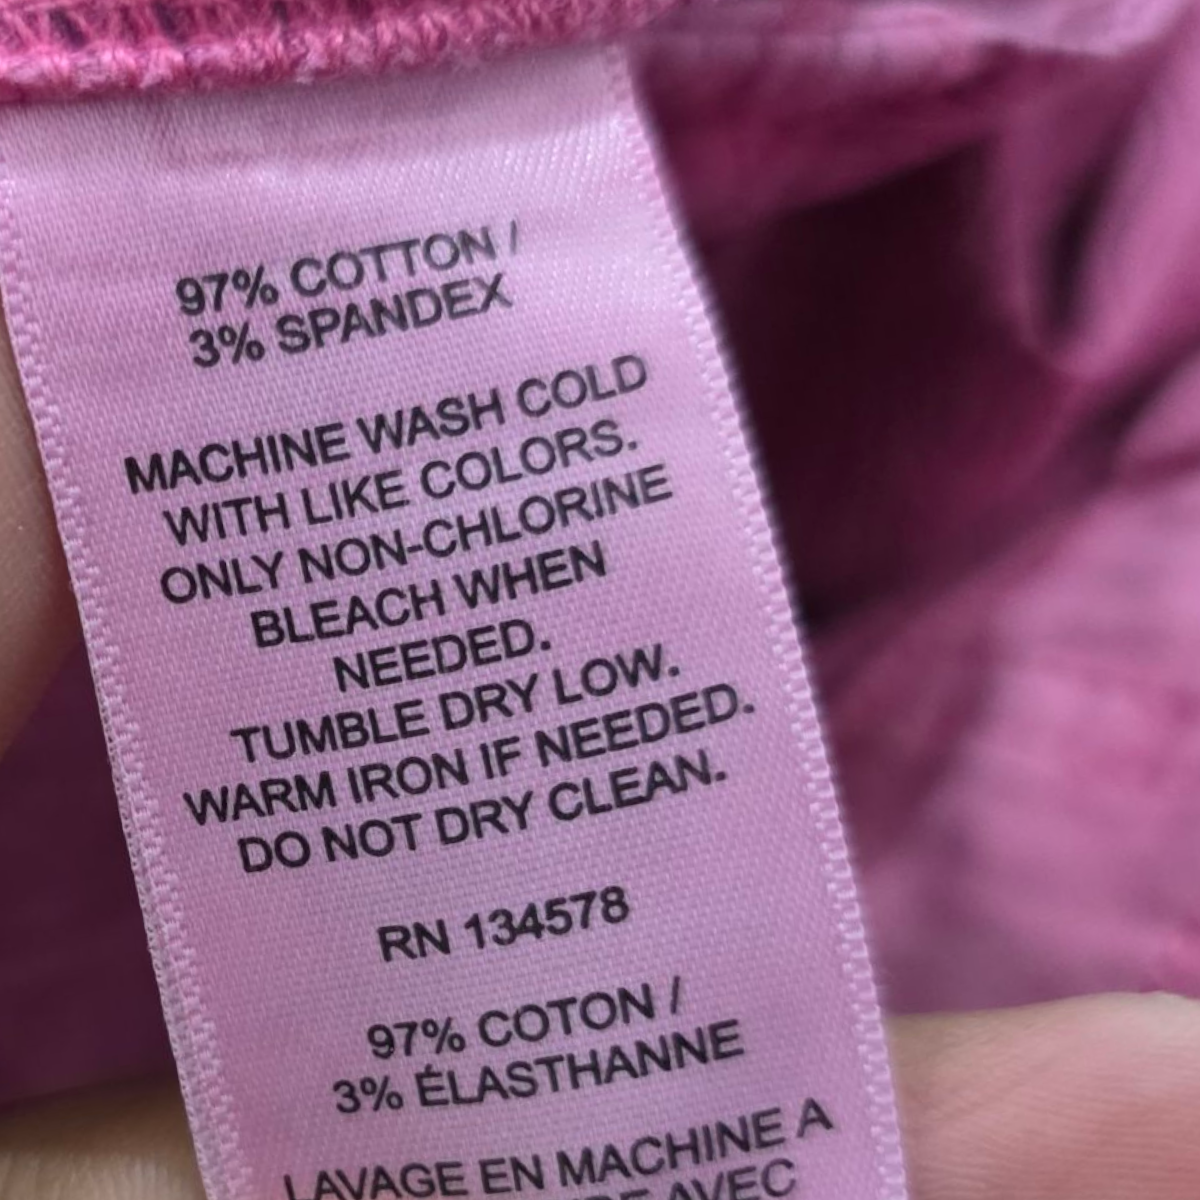 97% COTTON /
3% SPANDEX
MACHINE WASH COLD
WITH LIKE COLORS.
ONLY NON-CHLORINE
BLEACH WHEN
NEEDED.
TUMBLE DRY LOW.
WARM IRON IF NEEDED.
DO NOT DRY CLEAN.
RN 134578
97% COTON /
3% ÉLASTHANNE
LAVAGE EN MACHINE A
AVEC